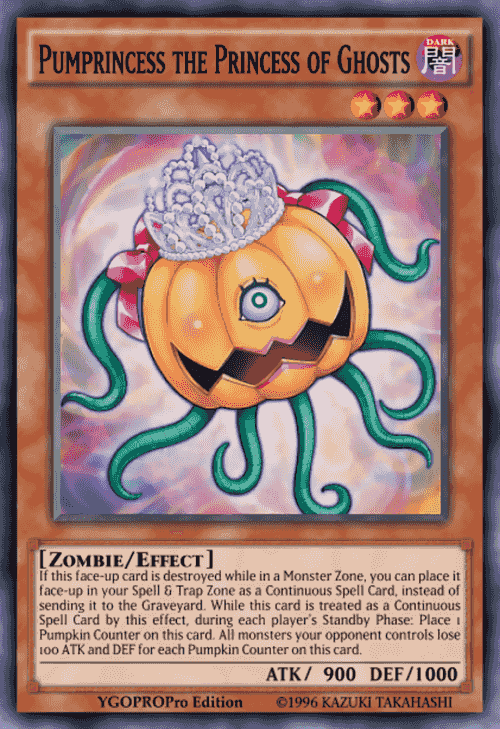 PUMPRINCESS THE PRINCESS OF GHOSTS
DARK
闇
[ZOMBIE/EFFECT]
If this face-up card is destroyed while in a Monster Zone, you can place it
face-up in your Spell & Trap Zone as a Continuous Spell Card, instead of
sending it to the Graveyard. While this card is treated as a Continuous
Spell Card by this effect, during each player's Standby Phase: Place 1
Pumpkin Counter on this card. All monsters your opponent controls lose
100 ATK and DEF for each Pumpkin Counter on this card.
ATK/ 900 DEF/1000
YGOPROPro Edition ©1996 KAZUKI TAKAHASHI